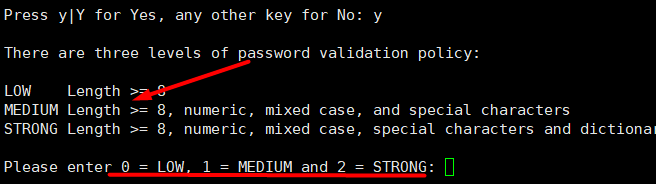 Press y|Y for Yes, any other key for No: y
There are three levels of password validation policy:
LOW    Length >= 8
MEDIUM Length >= 8, numeric, mixed case, and special characters
STRONG Length >= 8, numeric, mixed case, special characters and dictionar
Please enter 0 = LOW, 1 = MEDIUM and 2 = STRONG: